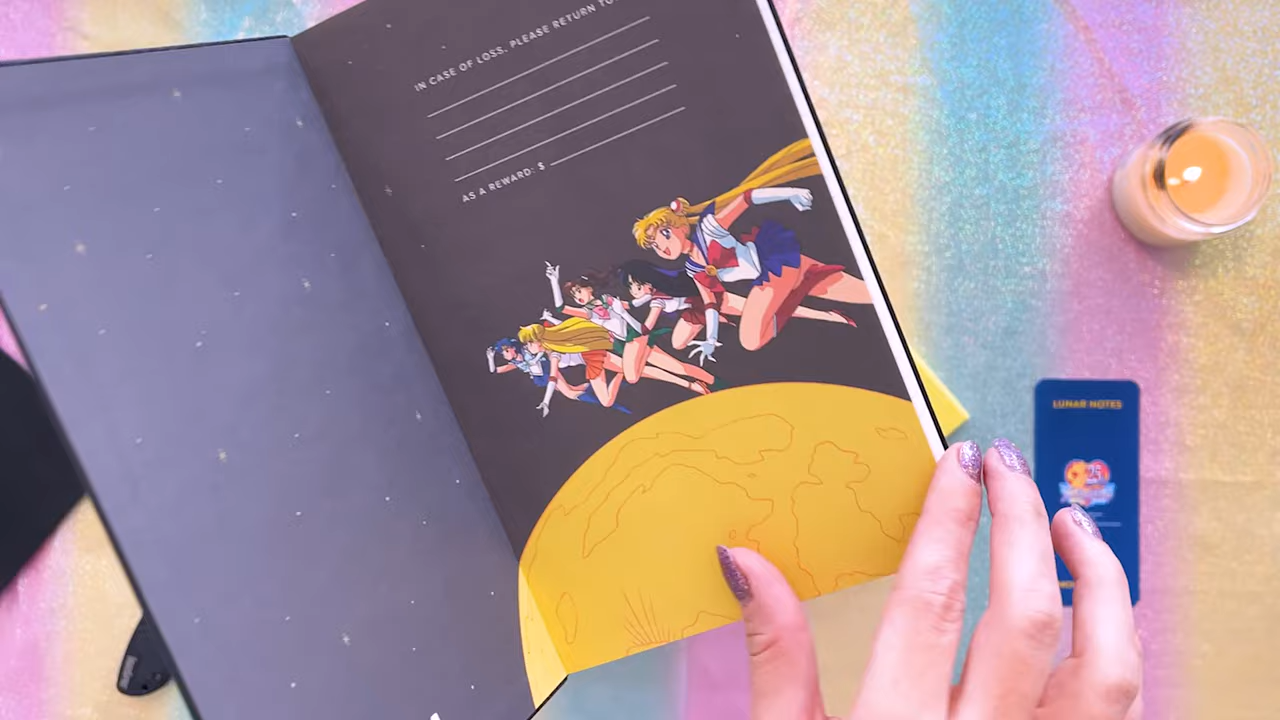 IN CASE OF LOSS, PLEASE RETURN TO:
AS A REWARD: $
LUNAR NOTES